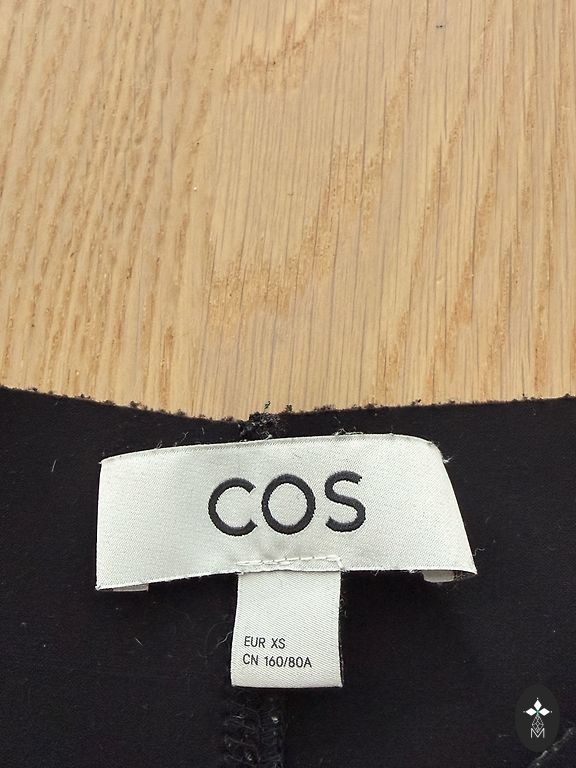 COS
EUR XS
CN 160/80A
M